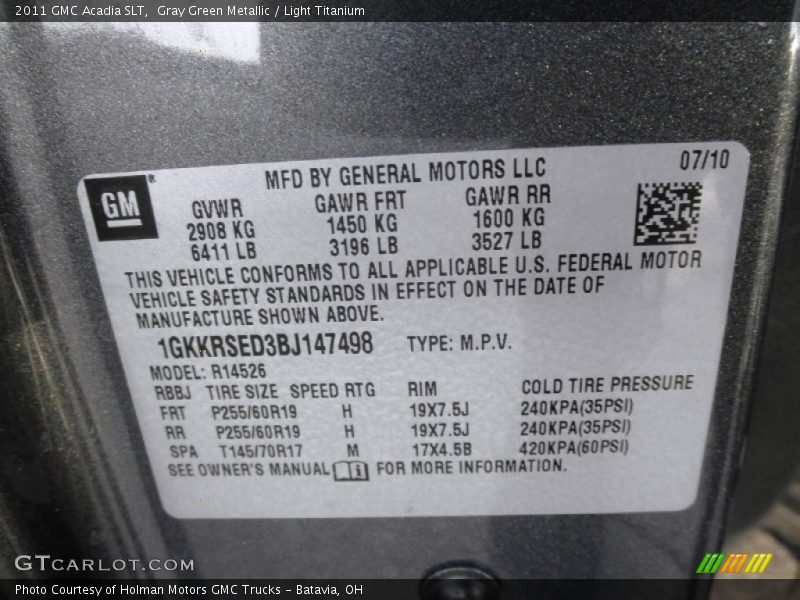 2011 GMC Acadia SLT,  Gray Green Metallic / Light Titanium
07/10
MFD BY GENERAL MOTORS LLC
GM
GVWR GAWR FRT GAWR RR
2908 KG 1450 KG 1600 KG
6411 LB 3196 LB 3527 LB
THIS VEHICLE CONFORMS TO ALL APPLICABLE U.S. FEDERAL MOTOR
VEHICLE SAFETY STANDARDS IN EFFECT ON THE DATE OF
MANUFACTURE SHOWN ABOVE.
1GKKRSED3BJ147498 TYPE: M.P.V.
MODEL: R14526
RBBJ TIRE SIZE SPEED RTG RIM COLD TIRE PRESSURE
FRT P255/60R19 H 19X7.5J 240KPA(35PSI)
RR P255/60R19 H 19X7.5J 240KPA(35PSI)
SPA T145/70R17 M 17X4.5B 420KPA(60PSI)
SEE OWNER'S MANUAL FOR MORE INFORMATION.
GTCARLOT.COM
Photo Courtesy of Holman Motors GMC Trucks - Batavia, OH